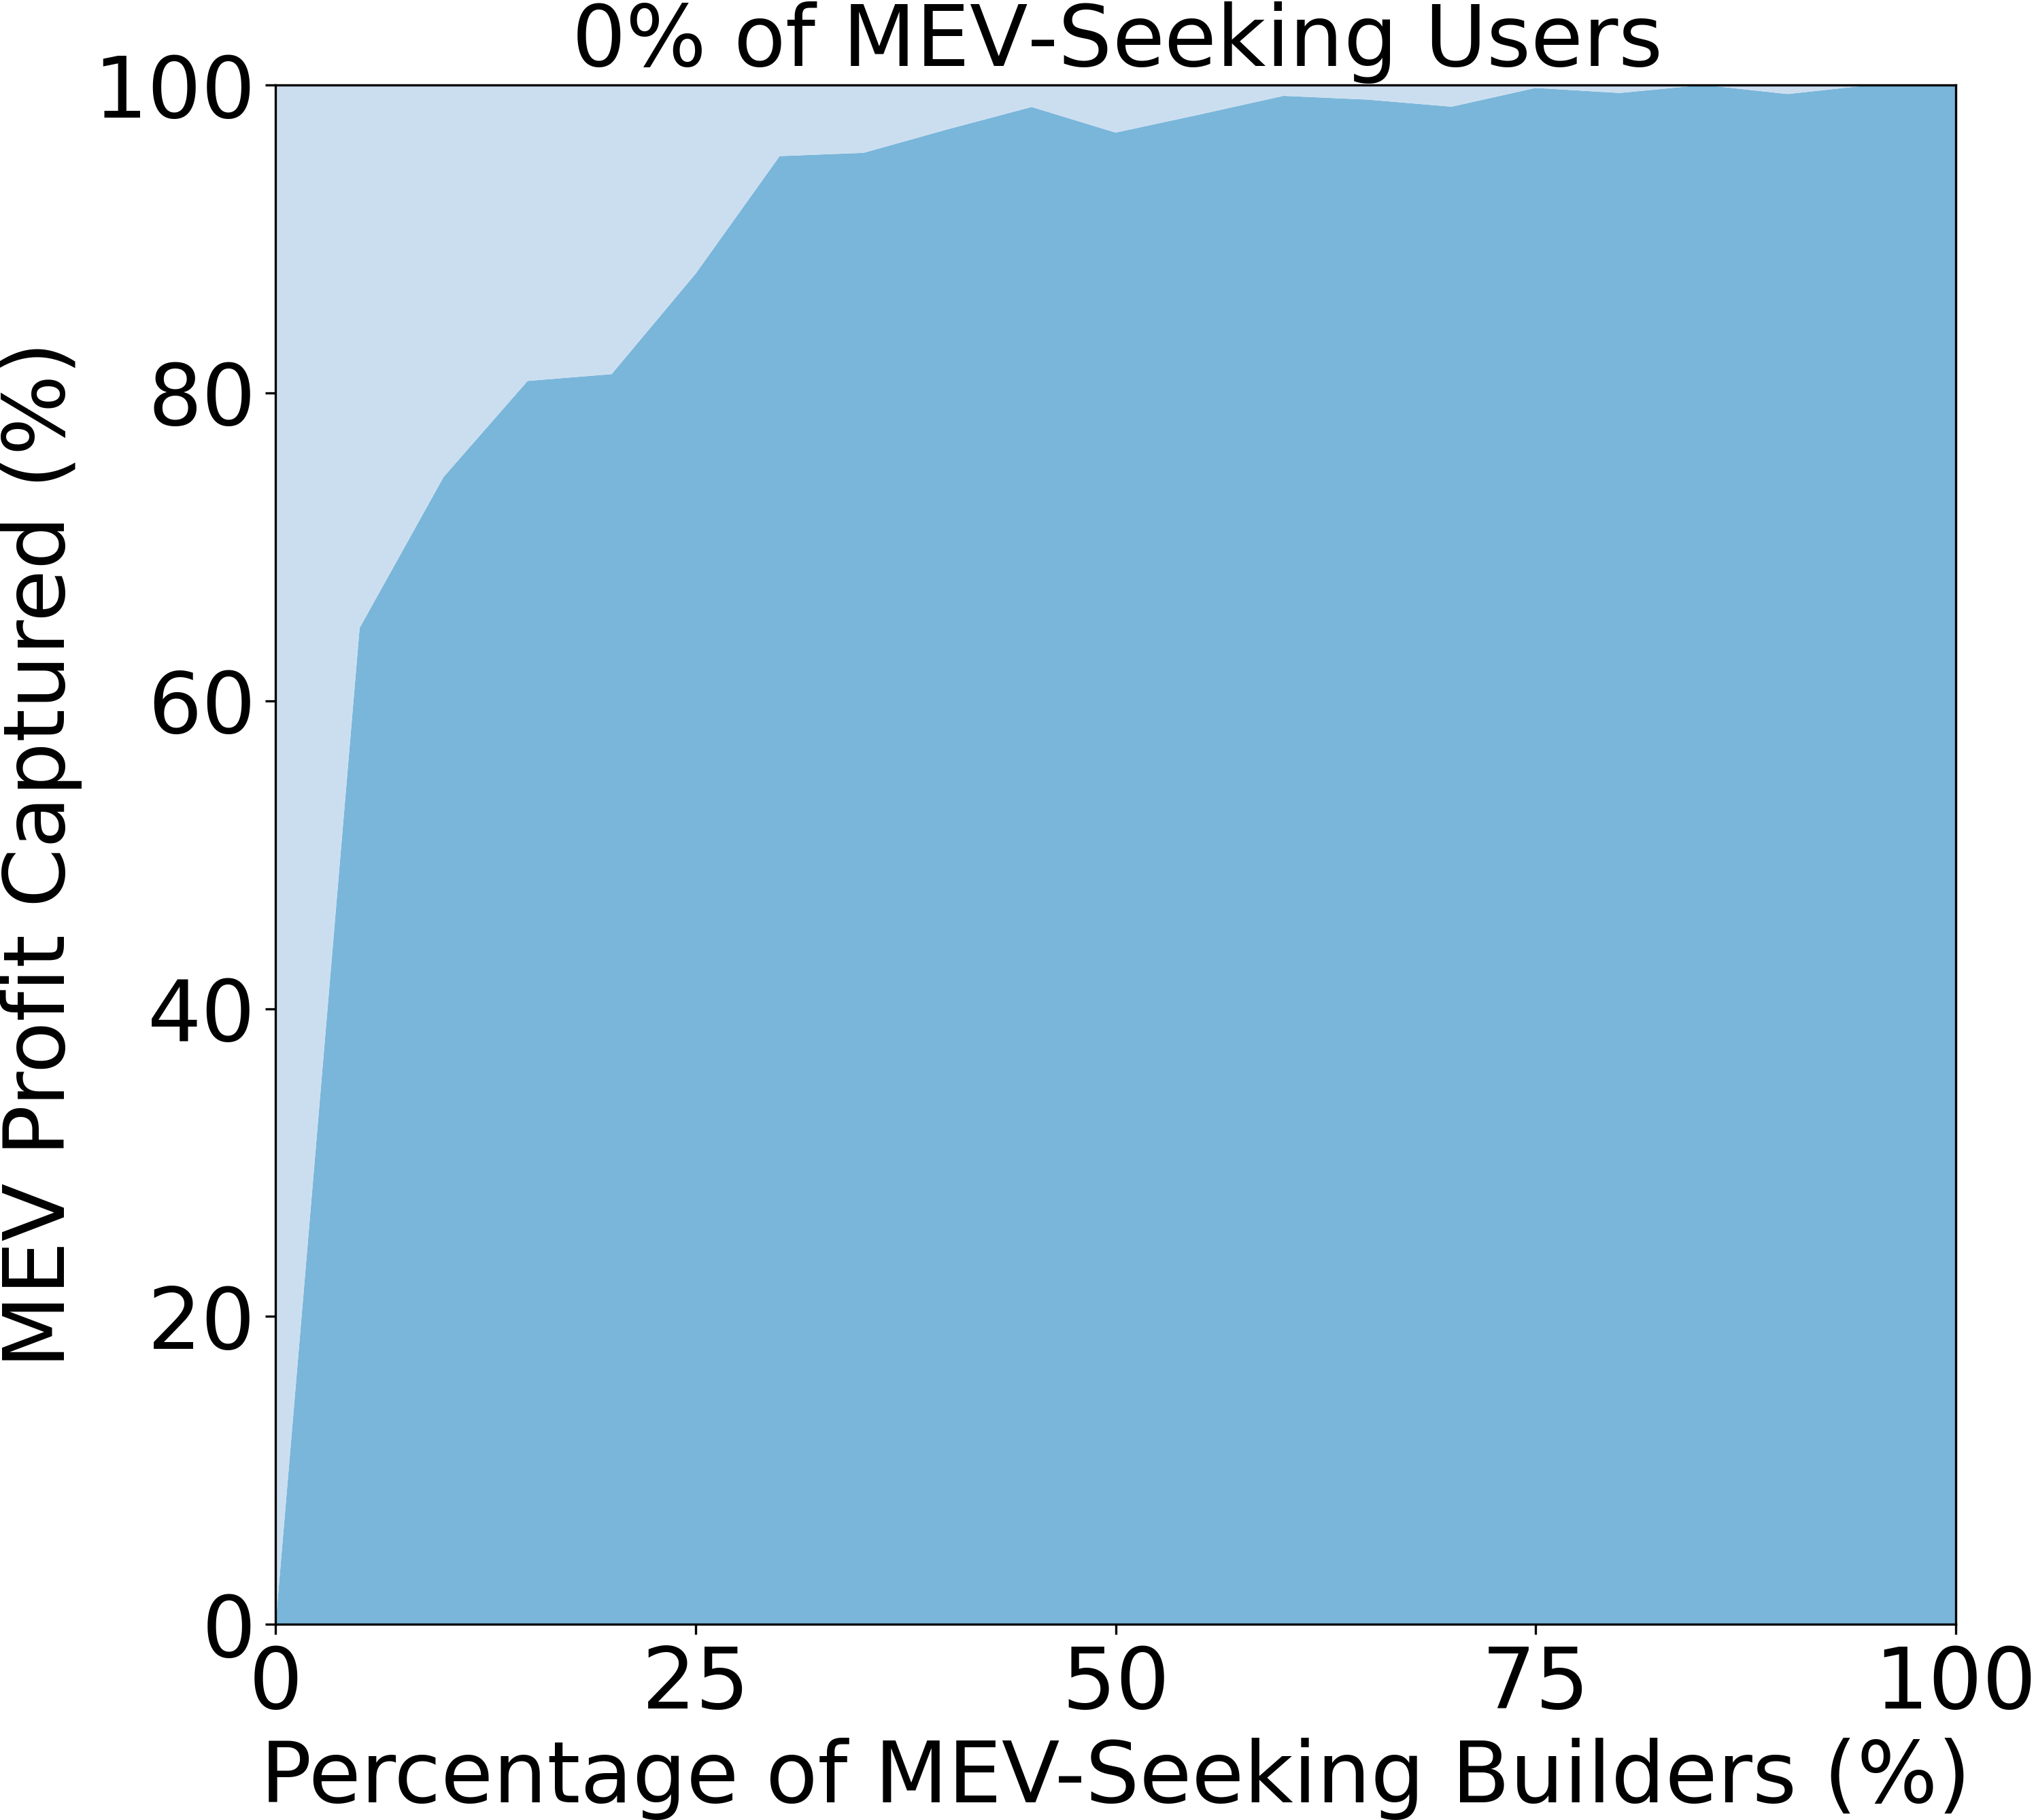 0% of MEV-Seeking Users
MEV Profit Captured (%)
100
80
60
40
20
0
0 25 50 75 100
Percentage of MEV-Seeking Builders (%)